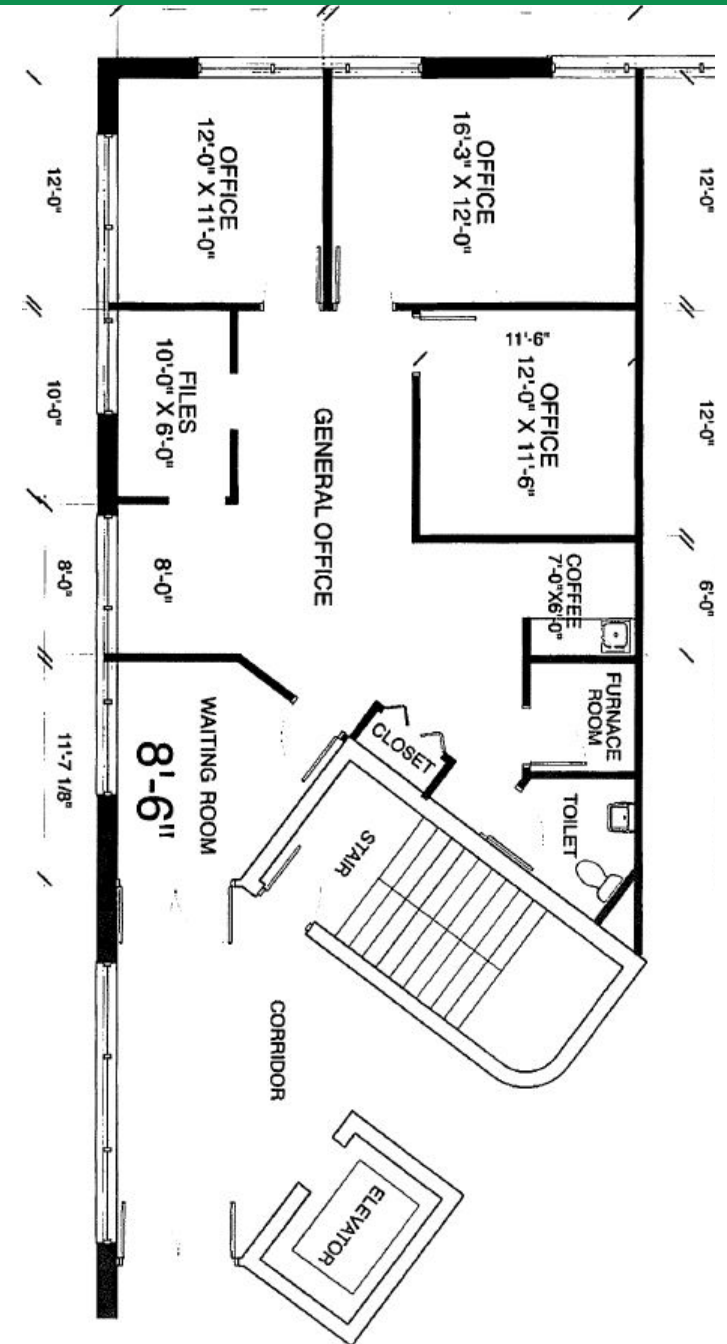 OFFICE
12'-0" X 11'-0"
OFFICE
16'-3" X 12'-0"
12'-0"
12'-0"
11'-6"
OFFICE
12'-0" X 11'-6"
FILES
10'-0" X 6'-0"
10'-0"
12'-0"
GENERAL OFFICE
COFFEE
7'-0"X6'-0"
8'-0"
8'-0"
6'-0"
FURNACE
ROOM
CLOSET
WAITING ROOM
8'-6"
11'-7 1/8"
TOILET
STAIR
CORRIDOR
ELEVATOR